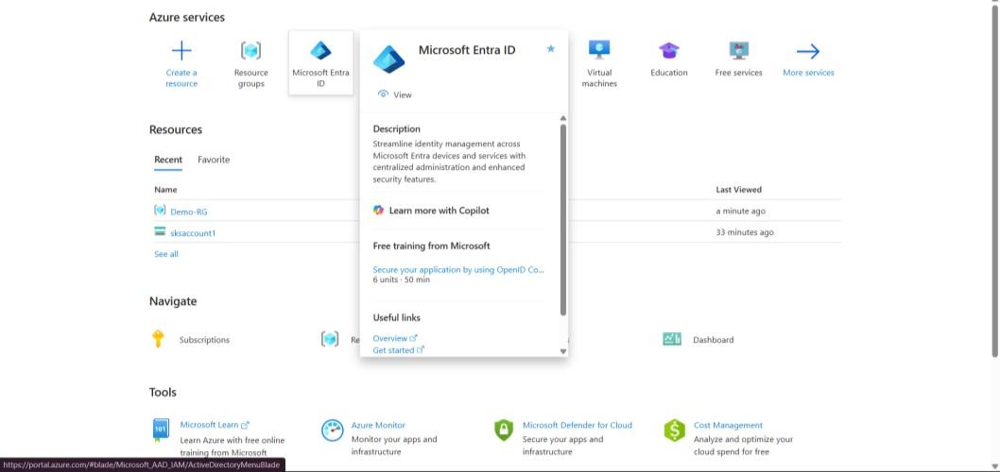 Azure services
Create a resource
Resource groups
Microsoft Entra ID
Microsoft Entra ID
View
Description
Streamline identity management across
Microsoft Entra devices and services with
centralized administration and enhanced
security features.
Learn more with Copilot
Free training from Microsoft
Secure your application by using OpenID Co...
6 units · 50 min
Useful links
Overview
Get started
Virtual machines
Education
Free services
More services
Resources
Recent
Favorite
Name
Last Viewed
Demo-RG
a minute ago
sksaccount1
33 minutes ago
See all
Navigate
Subscriptions
Re
Dashboard
Tools
Microsoft Learn
Learn Azure with free online
training from Microsoft
Azure Monitor
Monitor your apps and
infrastructure
Microsoft Defender for Cloud
Secure your apps and
infrastructure
Cost Management
Analyze and optimize your
cloud spend for free
https://portal.azure.com/#blade/Microsoft_AAD_IAM/ActiveDirectoryMenuBlade
101